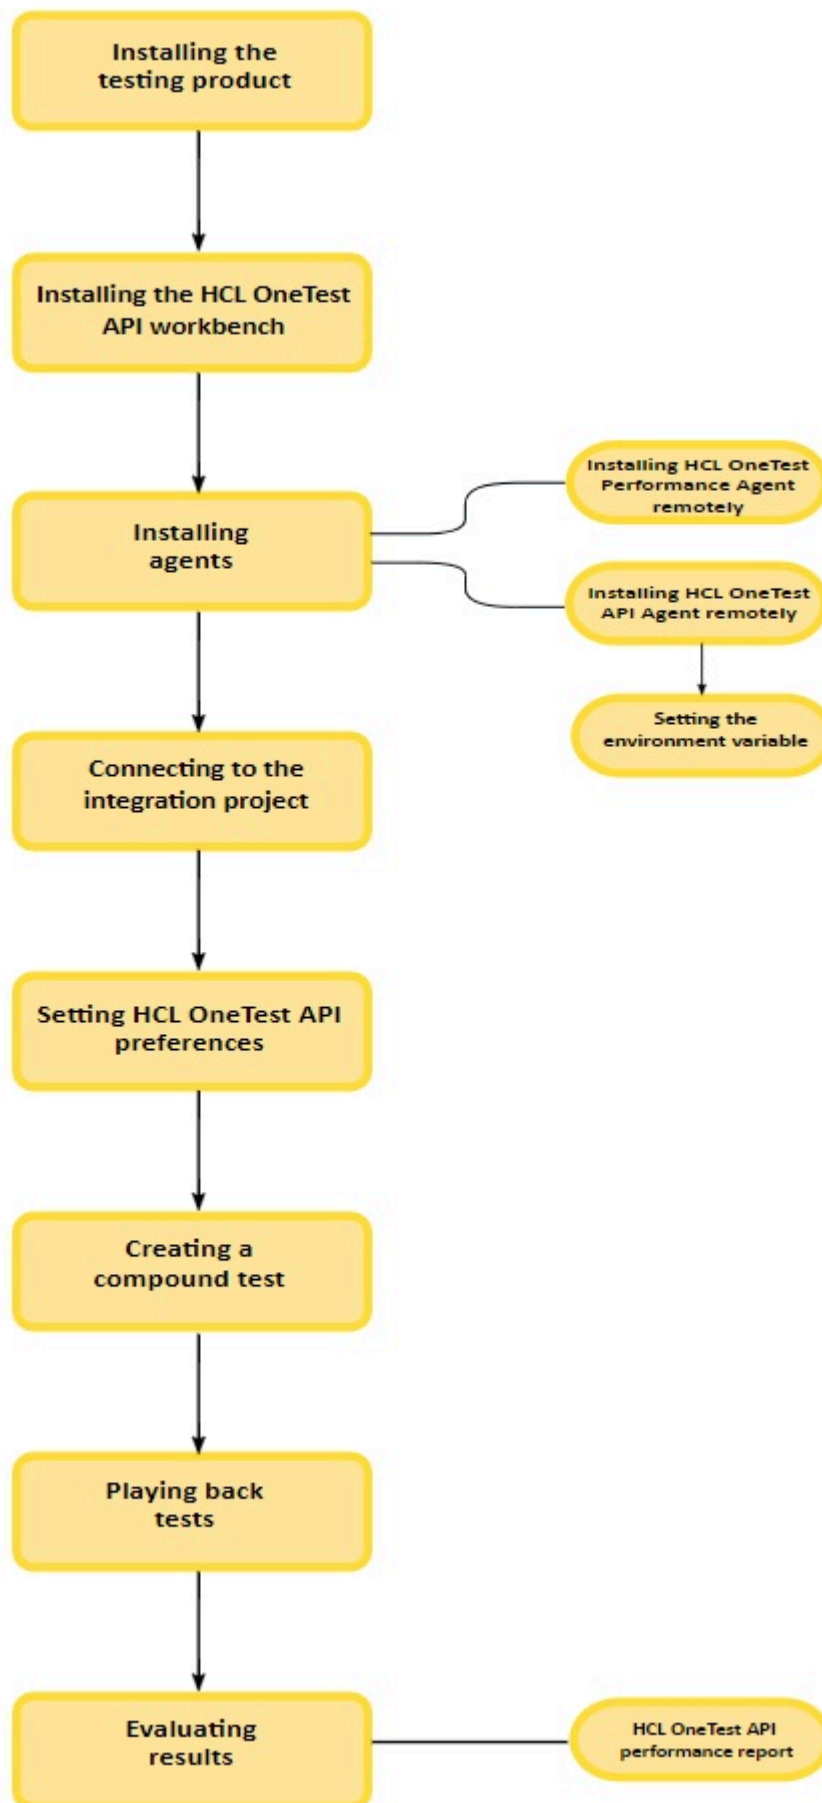 Installing the
testing product
Installing the HCL OneTest
API workbench
Installing
agents
Installing HCL OneTest
Performance Agent
remotely
Installing HCL OneTest
API Agent remotely
Setting the
environment variable
Connecting to the
integration project
Setting HCL OneTest API
preferences
Creating a
compound test
Playing back
tests
Evaluating
results
HCL OneTest API
performance report